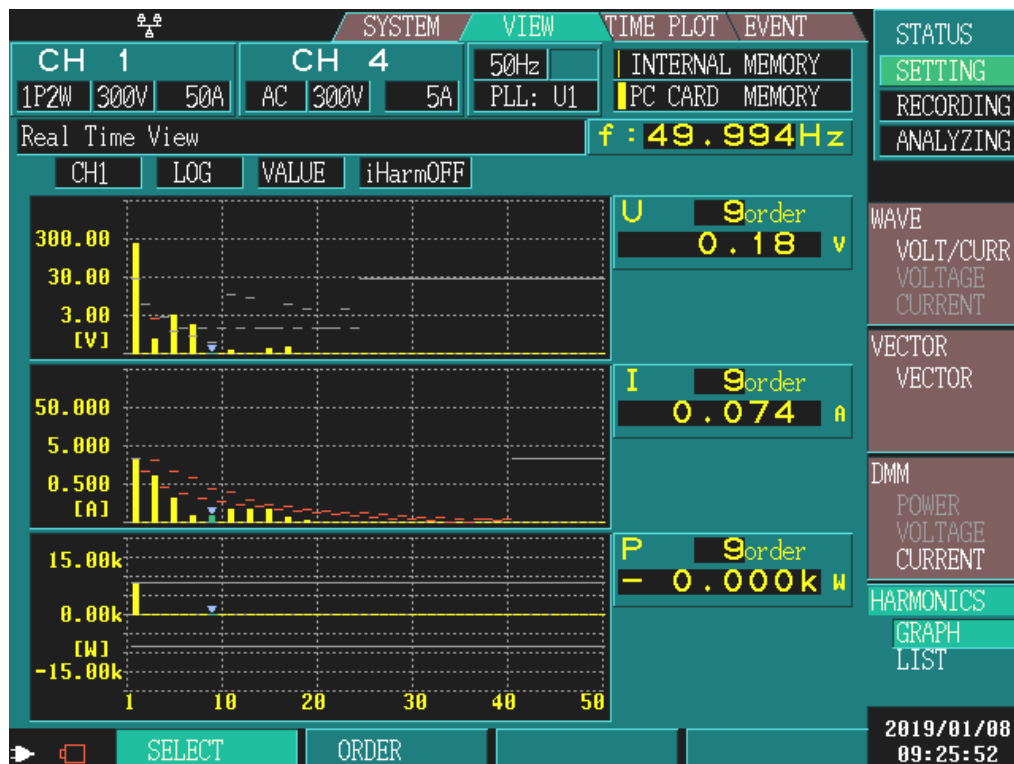 SYSTEM VIEW TIME PLOT EVENT
CH 1 CH 4 50Hz INTERNAL MEMORY
1P2W 300V 50A AC 300V 5A PLL: U1 PC CARD MEMORY
Real Time View f:49.994Hz
CH1 LOG VALUE iHarmOFF
300.00
30.00
3.00
[V]
U 9order
0.18 V
50.000
5.000
0.500
[A]
I 9order
0.074 A
15.00k
0.00k
[W]
-15.00k
P 9order
- 0.000k W
1 10 20 30 40 50
STATUS
SETTING
RECORDING
ANALYZING
WAVE
VOLT/CURR
VOLTAGE
CURRENT
VECTOR
VECTOR
DMM
POWER
VOLTAGE
CURRENT
HARMONICS
GRAPH
LIST
SELECT ORDER
2019/01/08
09:25:52